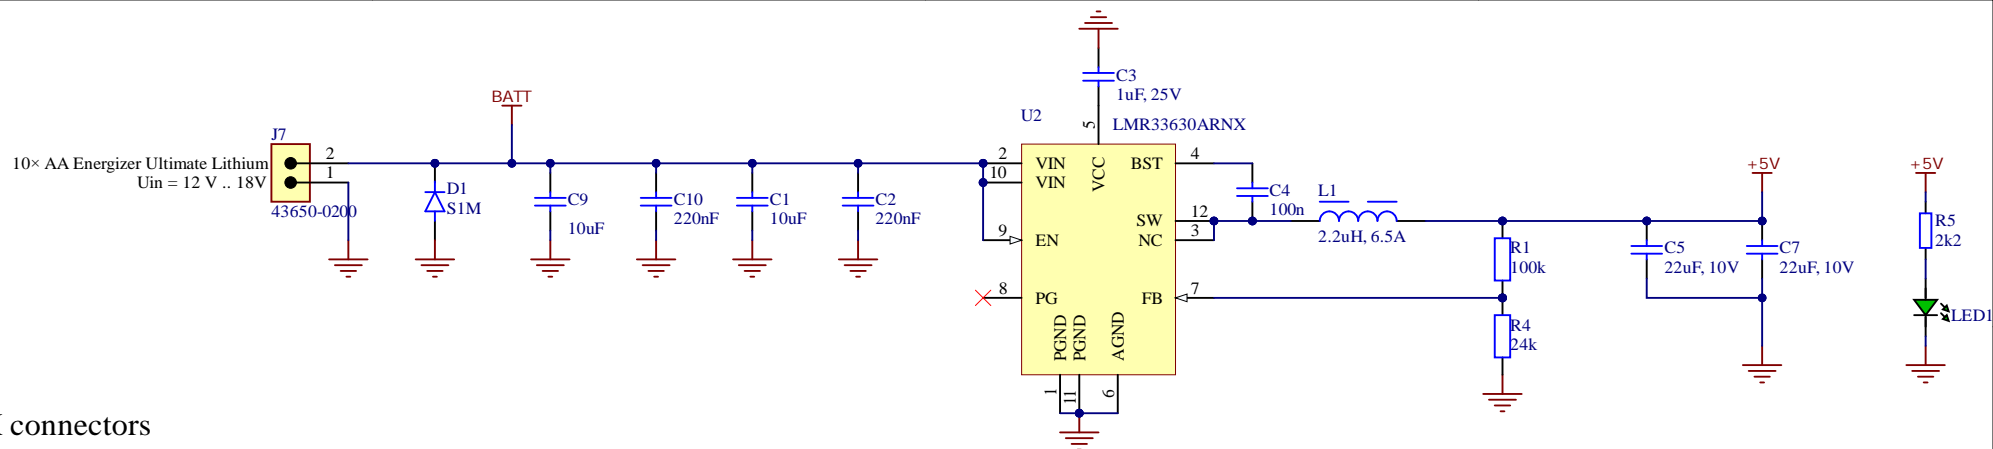 BATT
J7
10× AA Energizer Ultimate Lithium
Uin = 12 V .. 18V
2
1
43650-0200
D1
S1M
C9
10uF
C10
220nF
C1
10uF
C2
220nF
C3
1uF, 25V
U2
LMR33630ARNX
5
VCC
2
VIN
10
VIN
9
EN
8
PG
BST
4
SW
12
NC
3
FB
7
PGND
PGND
AGND
1
11
6
C4
100n
L1
2.2uH, 6.5A
R1
100k
R4
24k
C5
22uF, 10V
+5V
C7
22uF, 10V
+5V
R5
2k2
LED1
connectors